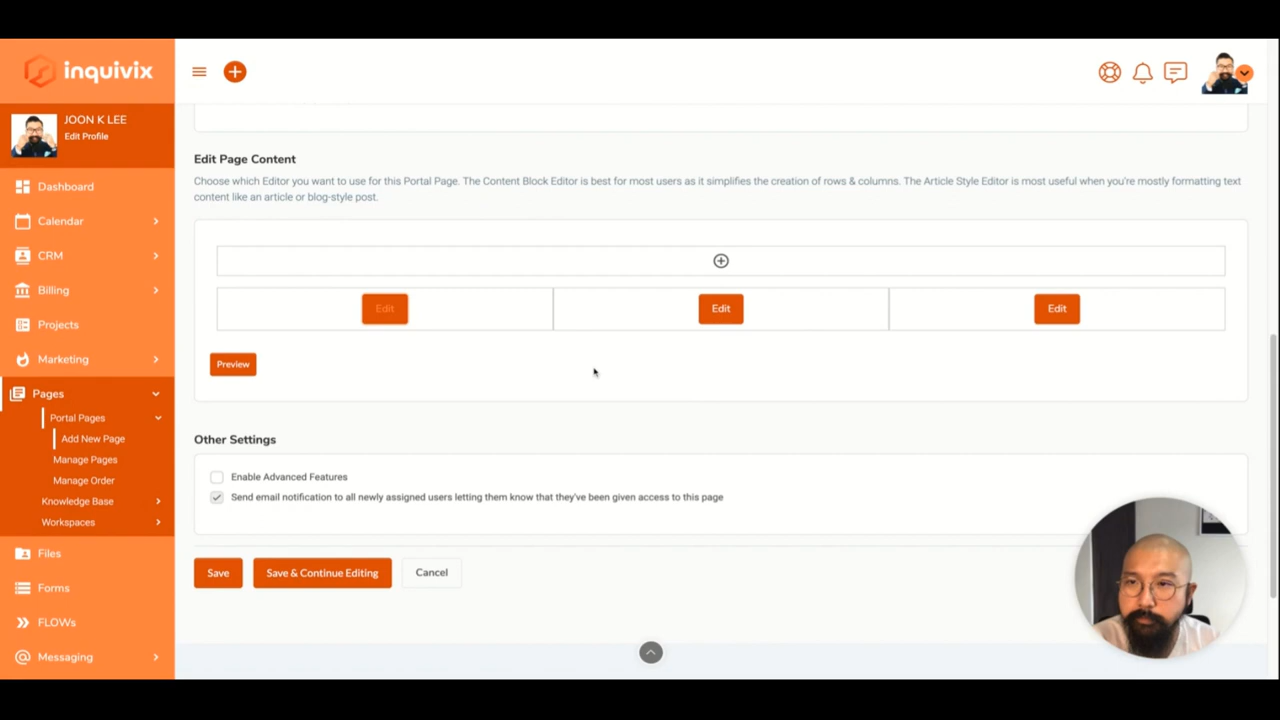 inquivix
JOON K LEE
Edit Profile
Dashboard
Calendar
CRM
Billing
Projects
Marketing
Pages
Portal Pages
Add New Page
Manage Pages
Manage Order
Knowledge Base
Workspaces
Files
Forms
FLOWs
Messaging
Edit Page Content
Choose which Editor you want to use for this Portal Page. The Content Block Editor is best for most users as it simplifies the creation of rows & columns. The Article Style Editor is most useful when you're mostly formatting text
content like an article or blog-style post.
Edit Edit Edit
Preview
Other Settings
Enable Advanced Features
Send email notification to all newly assigned users letting them know that they've been given access to this page
Save Save & Continue Editing Cancel